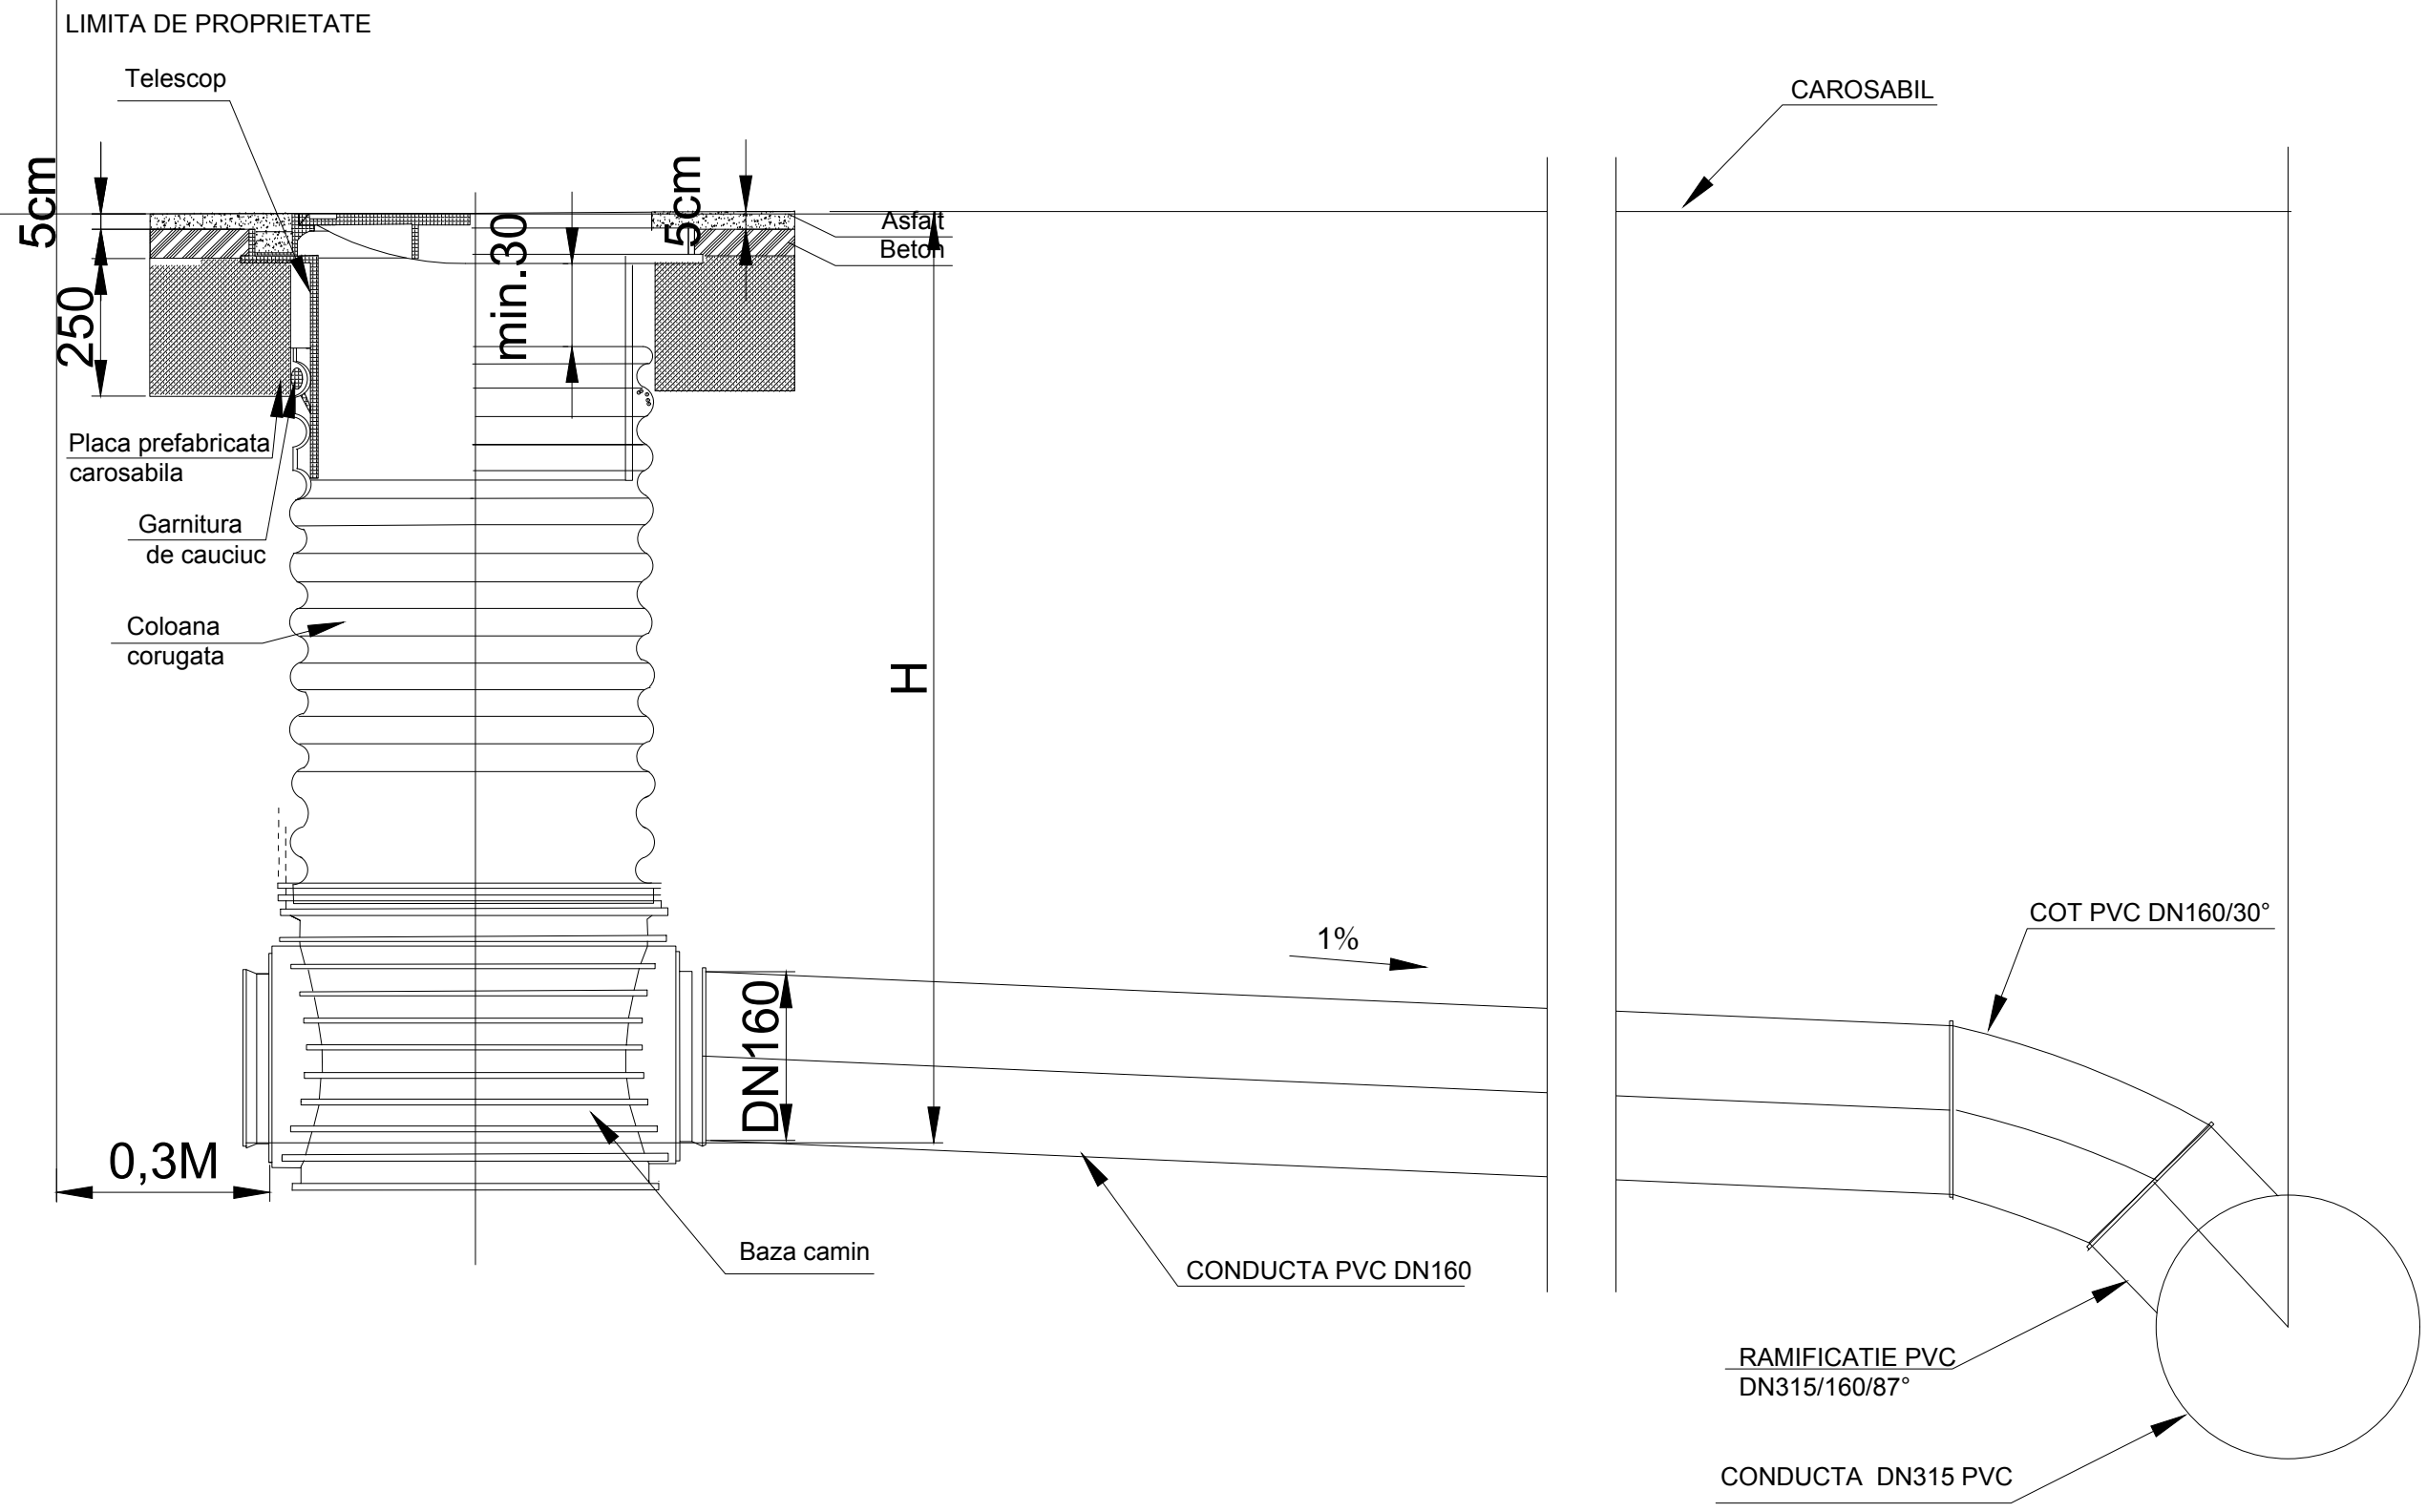 LIMITA DE PROPRIETATE
Telescop
CAROSABIL
5cm
5cm
Asfalt
Beton
min.30
250
Placa prefabricata
carosabila
Garnitura
de cauciuc
Coloana
corugata
H
COT PVC DN160/30°
1%
DN160
0,3M
Baza camin
CONDUCTA PVC DN160
RAMIFICATIE PVC
DN315/160/87°
CONDUCTA DN315 PVC